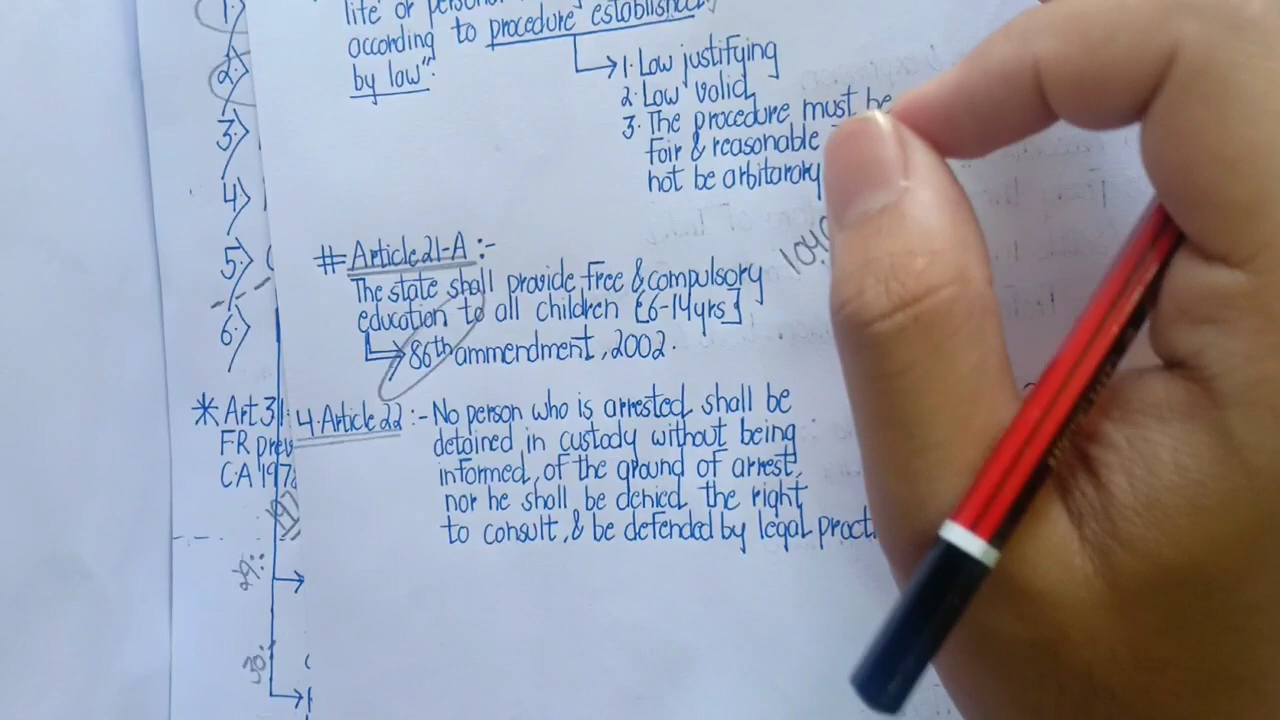 1.
2.
3.
4.
5.
6.
life or
according to procedure established
by low".
1. Low justifying
2. Low valid
3. The procedure must be
fair & reasonable
not be arbitarary
# Article 21-A :-
The state shall provide free & compulsory
education to all children [6-14yrs]
86th ammendment, 2002.
* Art 31
FR prev
CA 197
4. Article 22 :- No person who is arrested shall be
detained in custody without being
informed, of the ground of arrest,
nor he shall be denied the right
to consult, & be defended by legal pract.
29:
30: